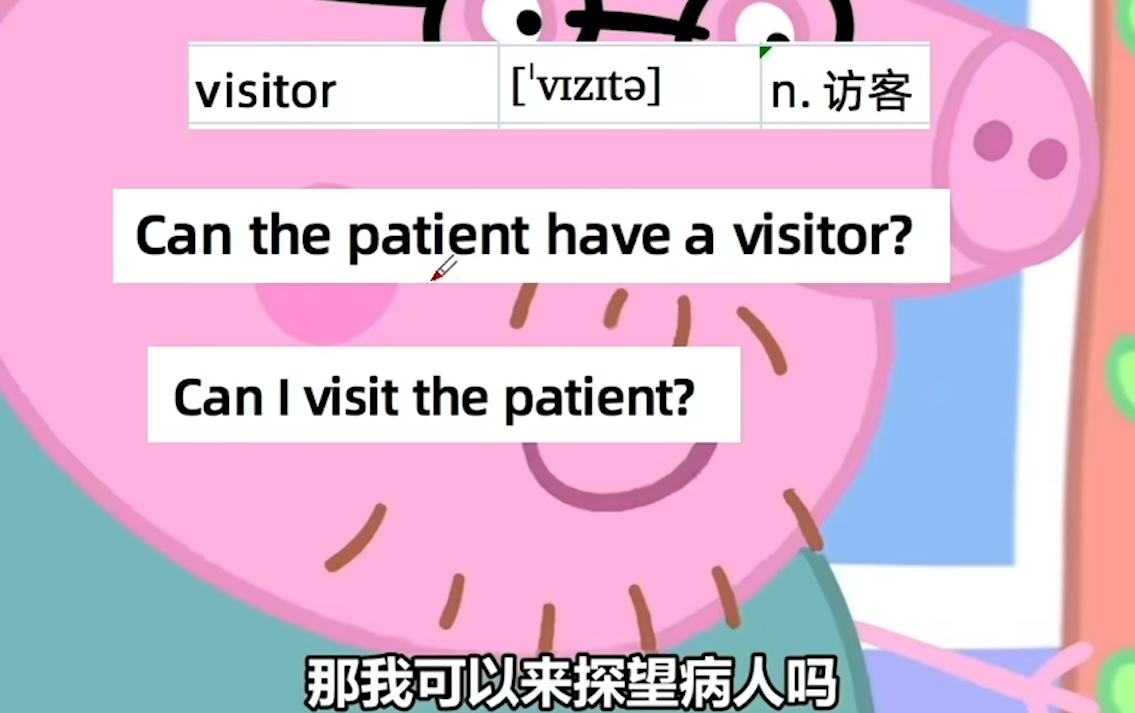 visitor [ˈvɪzɪtə] n. 访客
Can the patient have a visitor?
Can I visit the patient?
那我可以来探望病人吗